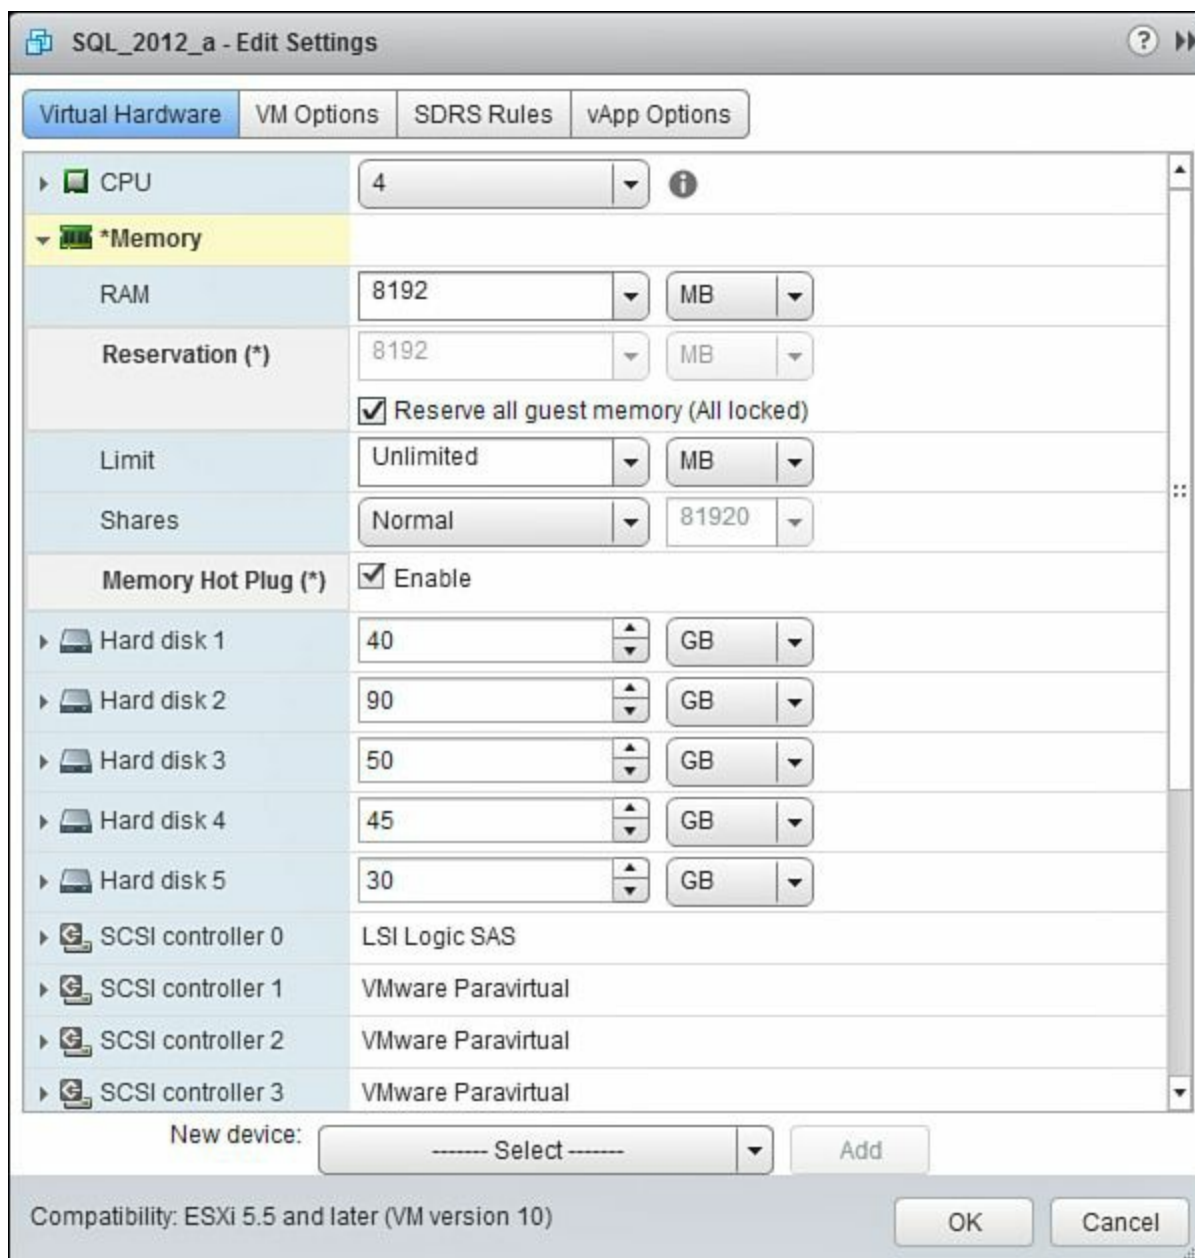 SQL_2012_a - Edit Settings ?
Virtual Hardware VM Options SDRS Rules vApp Options
CPU 4
*Memory
RAM 8192 MB
Reservation (*) 8192 MB
Reserve all guest memory (All locked)
Limit Unlimited MB
Shares Normal 81920
Memory Hot Plug (*) Enable
Hard disk 1 40 GB
Hard disk 2 90 GB
Hard disk 3 50 GB
Hard disk 4 45 GB
Hard disk 5 30 GB
SCSI controller 0 LSI Logic SAS
SCSI controller 1 VMware Paravirtual
SCSI controller 2 VMware Paravirtual
SCSI controller 3 VMware Paravirtual
New device: ------- Select ------- Add
Compatibility: ESXi 5.5 and later (VM version 10) OK Cancel